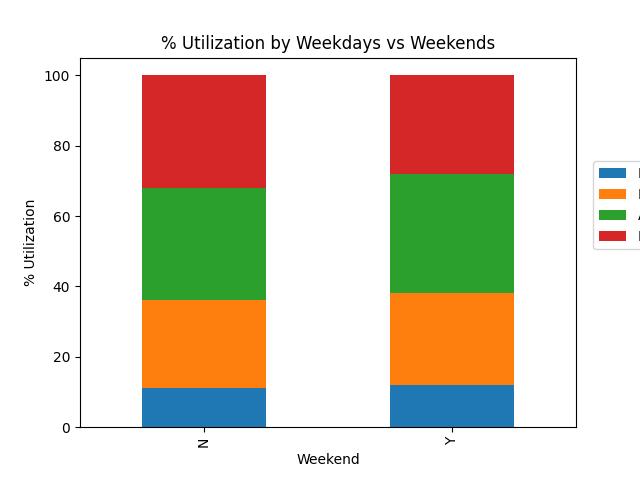 % Utilization by Weekdays vs Weekends
100
80
60
40
20
0
% Utilization
N
Y
Weekend